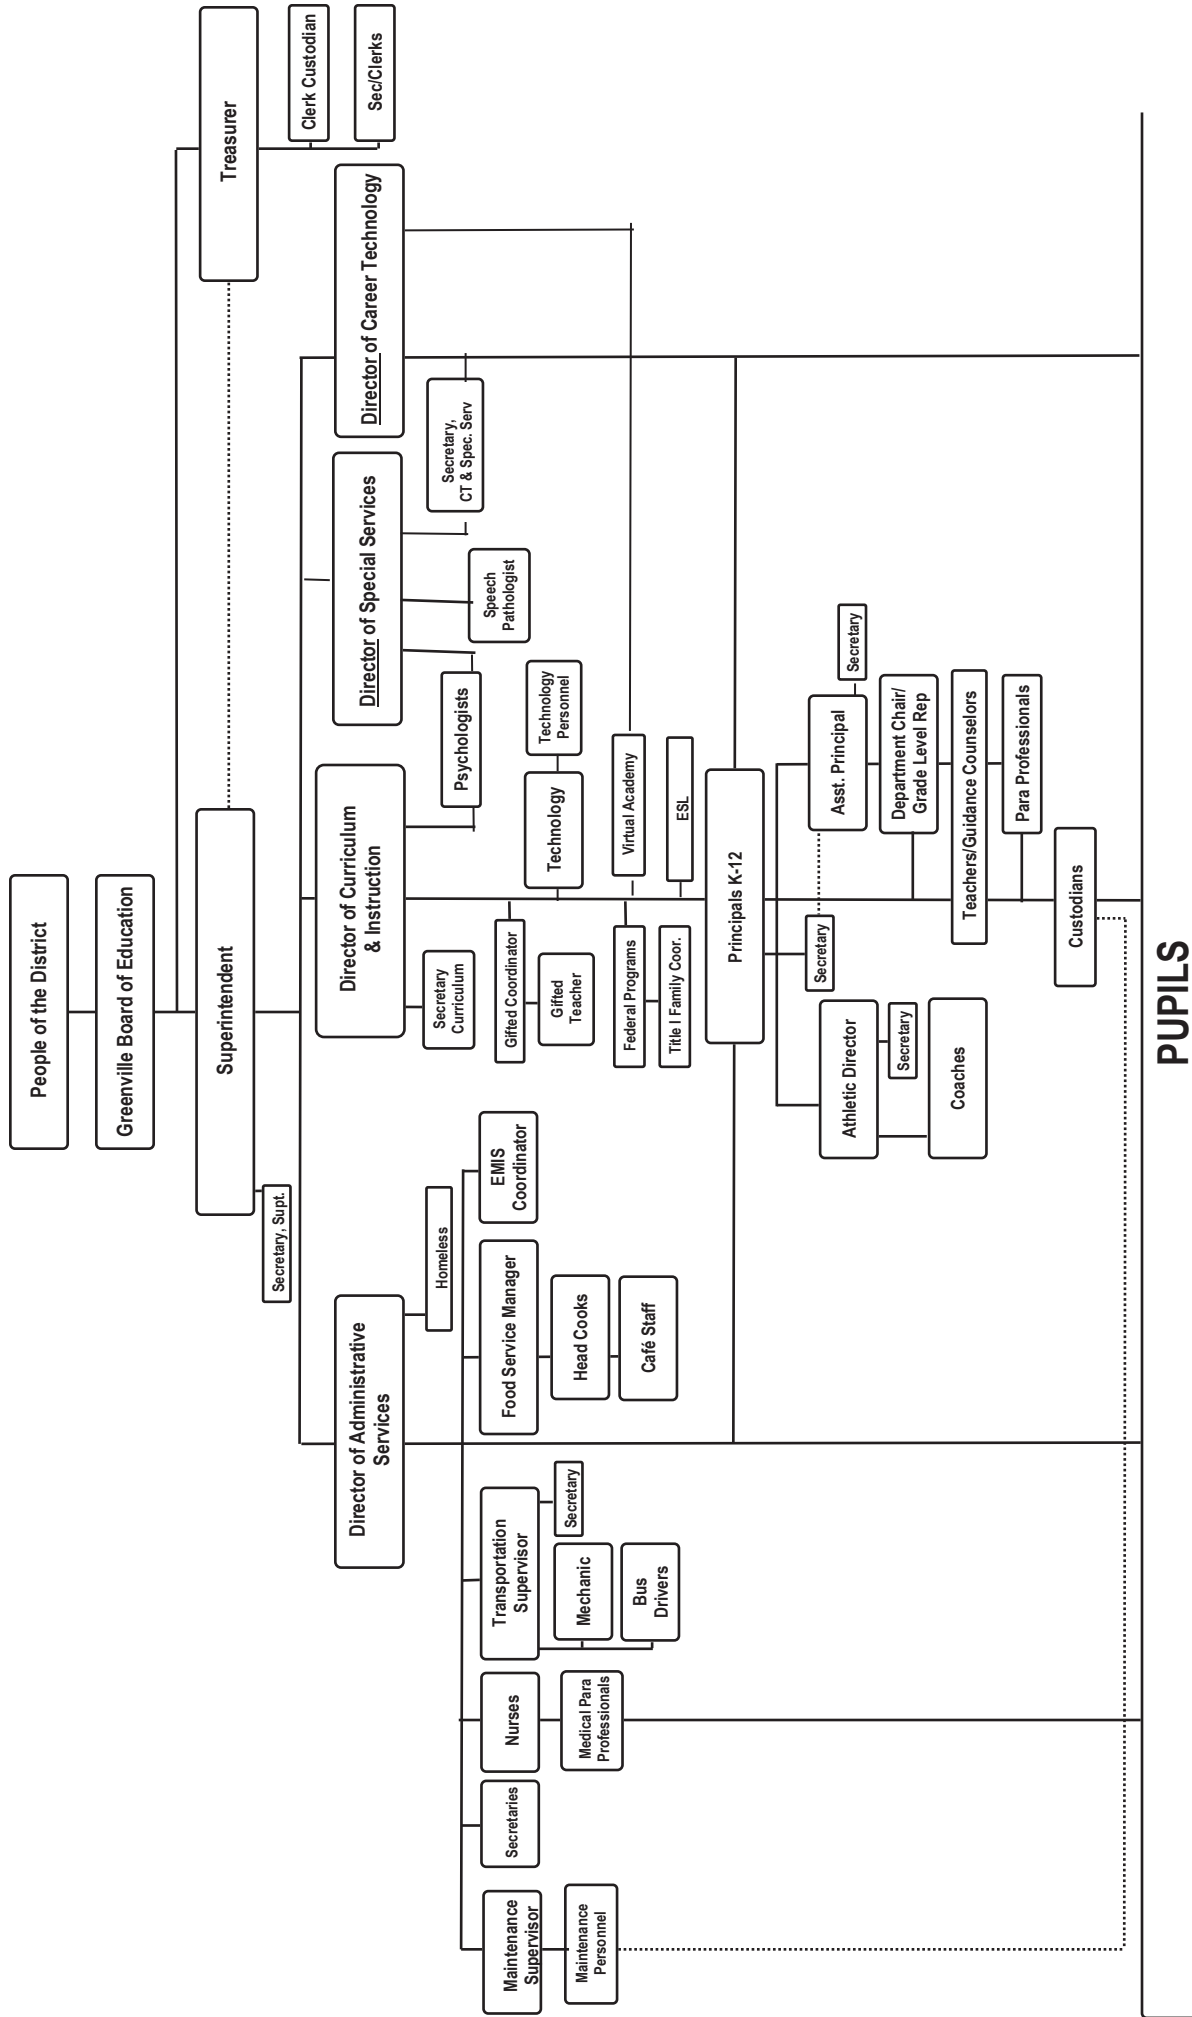 People of the District
Greenville Board of Education
Superintendent
Secretary, Supt.
Treasurer
Clerk Custodian
Sec/Clerks
Director of Administrative
Services
Homeless
Director of Curriculum
& Instruction
Secretary
Curriculum
Director of Special Services
Director of Career Technology
Secretary,
CT & Spec. Serv
Speech
Pathologist
Psychologists
Maintenance
Supervisor
Maintenance
Personnel
Secretaries
Nurses
Medical Para
Professionals
Transportation
Supervisor
Secretary
Mechanic
Bus
Drivers
Food Service Manager
Head Cooks
Café Staff
EMIS
Coordinator
Gifted Coordinator
Gifted
Teacher
Technology
Technology
Personnel
Federal Programs
Title I Family Coor.
Virtual Academy
ESL
Principals K-12
Secretary
Athletic Director
Secretary
Coaches
Asst. Principal
Secretary
Department Chair/
Grade Level Rep
Teachers/Guidance Counselors
Para Professionals
Custodians
PUPILS